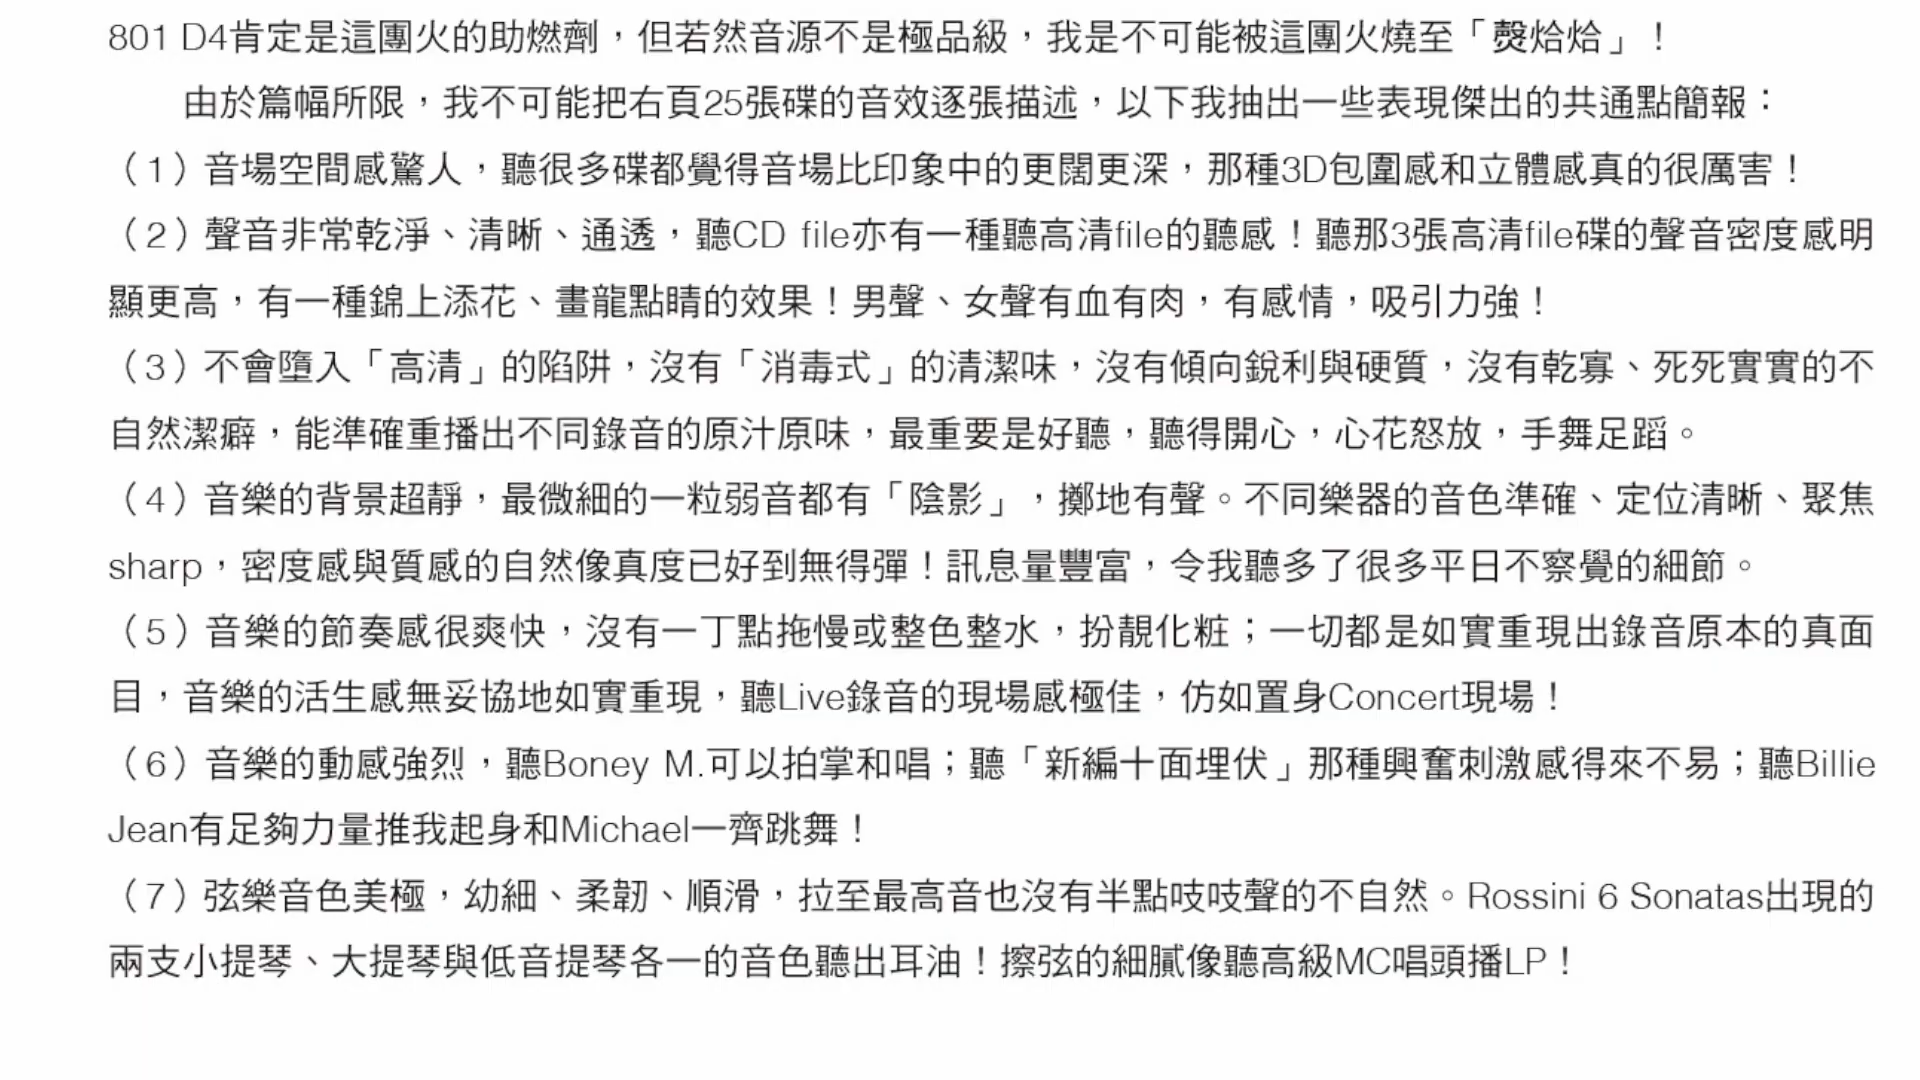 801 D4肯定是這團火的助燃劑，但若然音源不是極品級，我是不可能被這團火燒至「熒烚烚」！
由於篇幅所限，我不可能把右頁25張碟的音效逐張描述，以下我抽出一些表現傑出的共通點簡報：
（1）音場空間感驚人，聽很多碟都覺得音場比印象中的更闊更深，那種3D包圍感和立體感真的很厲害！
（2）聲音非常乾淨、清晰、通透，聽CD file亦有一種聽高清file的聽感！聽那3張高清file碟的聲音密度感明
顯更高，有一種錦上添花、畫龍點睛的效果！男聲、女聲有血有肉，有感情，吸引力強！
（3）不會墮入「高清」的陷阱，沒有「消毒式」的清潔味，沒有傾向銳利與硬質，沒有乾寡、死死實實的不
自然潔癖，能準確重播出不同錄音的原汁原味，最重要是好聽，聽得開心，心花怒放，手舞足蹈。
（4）音樂的背景超靜，最微細的一粒弱音都有「陰影」，擲地有聲。不同樂器的音色準確、定位清晰、聚焦
sharp，密度感與質感的自然像真度已好到無得彈！訊息量豐富，令我聽多了很多平日不察覺的細節。
（5）音樂的節奏感很爽快，沒有一丁點拖慢或整色整水，扮靚化粧；一切都是如實重現出錄音原本的真面
目，音樂的活生感無妥協地如實重現，聽Live錄音的現場感極佳，仿如置身Concert現場！
（6）音樂的動感強烈，聽Boney M.可以拍掌和唱；聽「新編十面埋伏」那種興奮刺激感得來不易；聽Billie
Jean有足夠力量推我起身和Michael一齊跳舞！
（7）弦樂音色美極，幼細、柔韌、順滑，拉至最高音也沒有半點吱吱聲的不自然。Rossini 6 Sonatas出現的
兩支小提琴、大提琴與低音提琴各一的音色聽出耳油！擦弦的細膩像聽高級MC唱頭播LP！